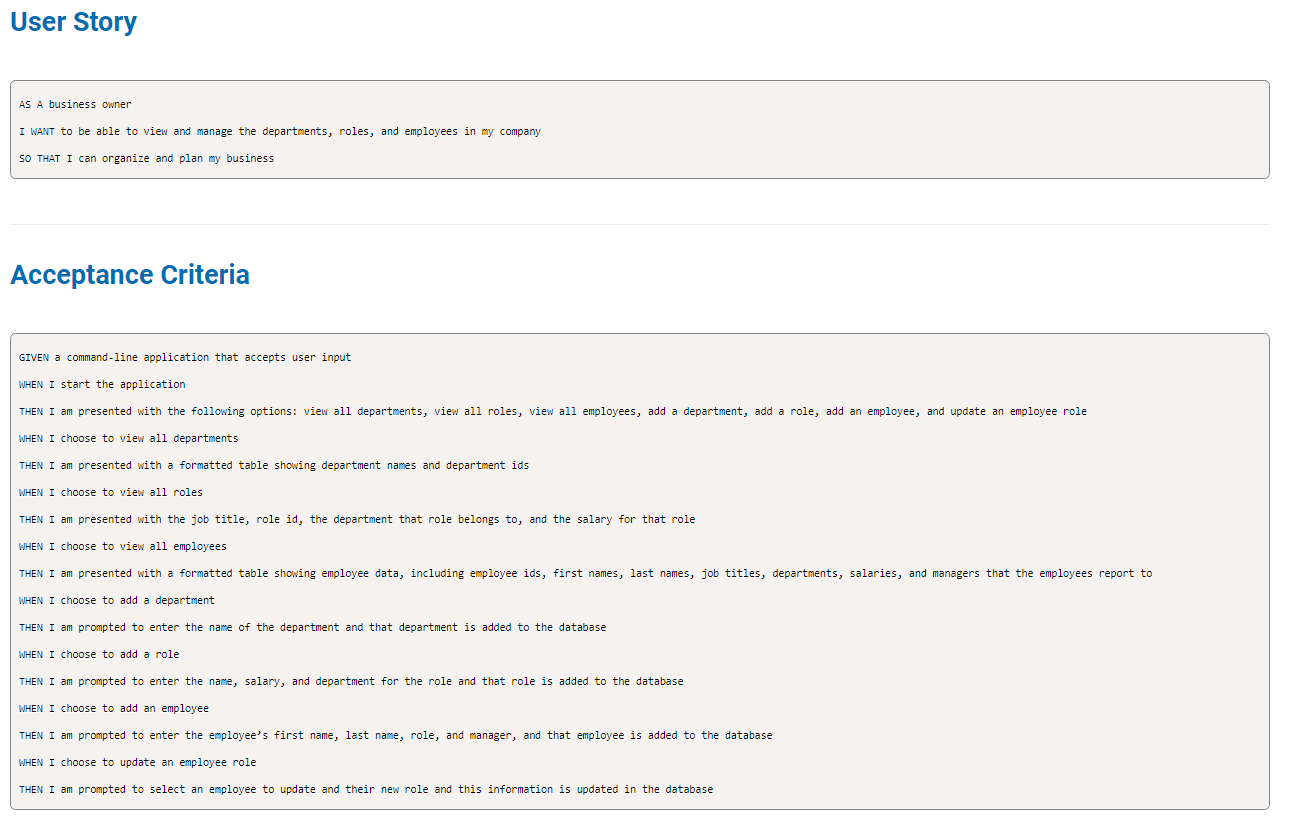 User Story
AS A business owner
I WANT to be able to view and manage the departments, roles, and employees in my company
SO THAT I can organize and plan my business
Acceptance Criteria
GIVEN a command-line application that accepts user input
WHEN I start the application
THEN I am presented with the following options: view all departments, view all roles, view all employees, add a department, add a role, add an employee, and update an employee role
WHEN I choose to view all departments
THEN I am presented with a formatted table showing department names and department ids
WHEN I choose to view all roles
THEN I am presented with the job title, role id, the department that role belongs to, and the salary for that role
WHEN I choose to view all employees
THEN I am presented with a formatted table showing employee data, including employee ids, first names, last names, job titles, departments, salaries, and managers that the employees report to
WHEN I choose to add a department
THEN I am prompted to enter the name of the department and that department is added to the database
WHEN I choose to add a role
THEN I am prompted to enter the name, salary, and department for the role and that role is added to the database
WHEN I choose to add an employee
THEN I am prompted to enter the employee’s first name, last name, role, and manager, and that employee is added to the database
WHEN I choose to update an employee role
THEN I am prompted to select an employee to update and their new role and this information is updated in the database